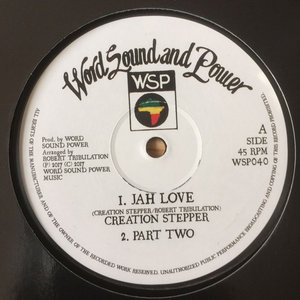 Word Sound and Power
WSP
Prod. by WORD
SOUND POWER
Arranged by
ROBERT TRIBULATION
(P) 2017 (C) 2017
WORD SOUND POWER
MUSIC
A
SIDE
45 RPM
WSP040
1. JAH LOVE
(CREATION STEPPER/ROBERT TRIBULATION)
CREATION STEPPER
2. PART TWO
ALL RIGHTS OF THE MANUFACTURER AND OF THE OWNER OF THE RECORDED WORK RESERVED. UNAUTHORIZED PUBLIC PERFORMANCE BROADCASTING AND COPYING OF THIS RECORD PROHIBITED